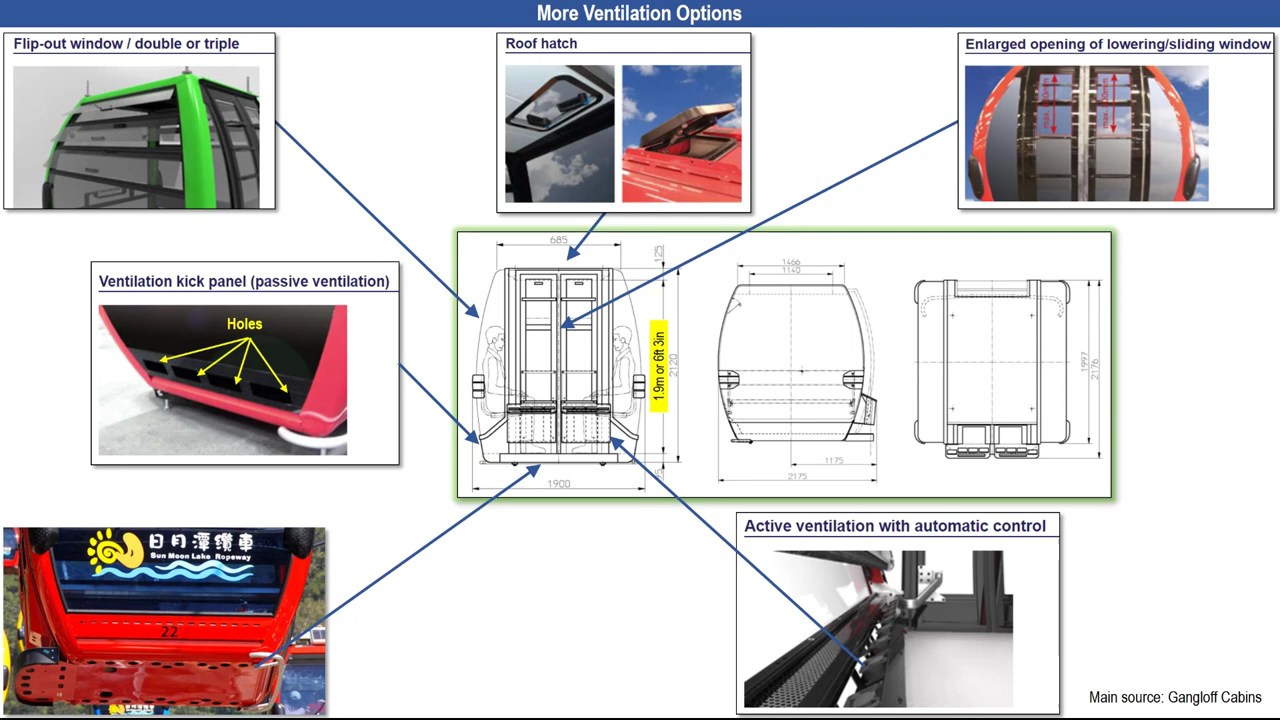 More Ventilation Options
Flip-out window / double or triple
Roof hatch
Enlarged opening of lowering/sliding window
Ventilation kick panel (passive ventilation)
Holes
685
125
2120
1.9m or 6ft 3in
1900
1466
1140
1175
2175
1997
2176
日月潭纜車
Sun Moon Lake Ropeway
22
Active ventilation with automatic control
Main source: Gangloff Cabins